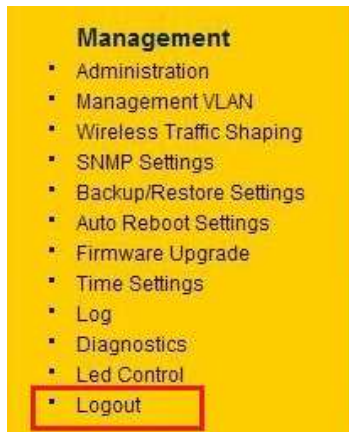 Management
Administration
Management VLAN
Wireless Traffic Shaping
SNMP Settings
Backup/Restore Settings
Auto Reboot Settings
Firmware Upgrade
Time Settings
Log
Diagnostics
Led Control
Logout